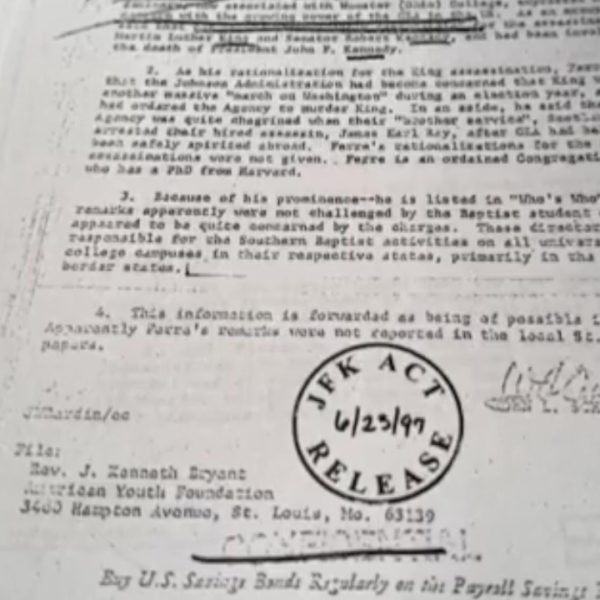 associated with Wooster (Ohio) College,
with the growing power of the CIA
Martin Luther King and Senator Robert Kennedy, and had been
the death of President John F. Kennedy.
2. As his rationalization for the King assassination,
that the Johnson Administration had become concerned that King
another massive "march on Washington" during an election year,
had ordered the Agency to murder King. In an aside, he said the
Agency was quite chagrined when their "brother service",
arrested their hired assassin, James Earl Ray, after CIA had
been safely spirited abroad. Ferre's rationalizations for the
assassinations were not given. Ferre is an ordained
who has a PhD from Harvard.
3. Because of his prominence--he is listed in "Who's Who"
remarks apparently were not challenged by the Baptist student
appeared to be quite concerned by the charges. These
responsible for the Southern Baptist activities on all
college campuses in their respective states, primarily in the
border states.
4. This information is forwarded as being of possible
Apparently Ferre's remarks were not reported in the local St.
papers.
JFK ACT
6/23/97
RELEASE
File:
Rev. J. Kenneth Bryant
American Youth Foundation
3460 Hampton Avenue, St. Louis, Mo. 63139
CONFIDENTIAL
Buy U.S. Savings Bonds Regularly on the Payroll Savings